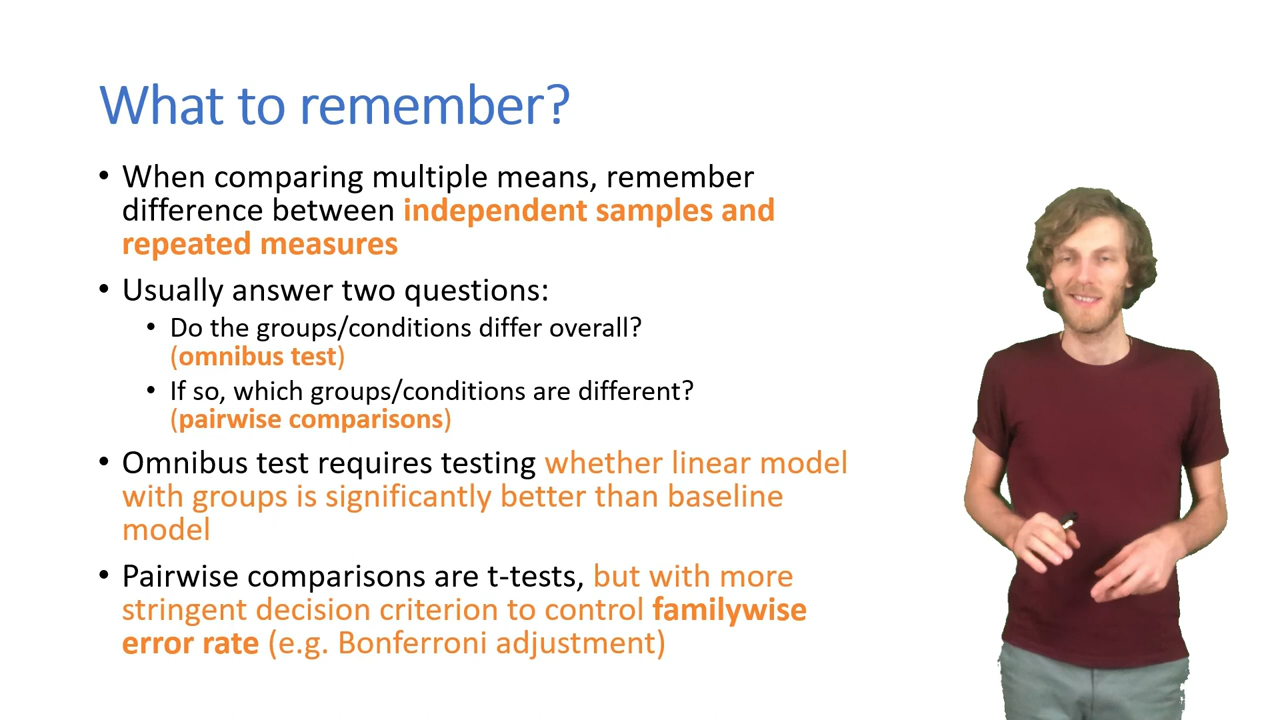 What to remember?
• When comparing multiple means, remember
difference between independent samples and
repeated measures
• Usually answer two questions:
• Do the groups/conditions differ overall?
(omnibus test)
• If so, which groups/conditions are different?
(pairwise comparisons)
• Omnibus test requires testing whether linear model
with groups is significantly better than baseline
model
• Pairwise comparisons are t-tests, but with more
stringent decision criterion to control familywise
error rate (e.g. Bonferroni adjustment)